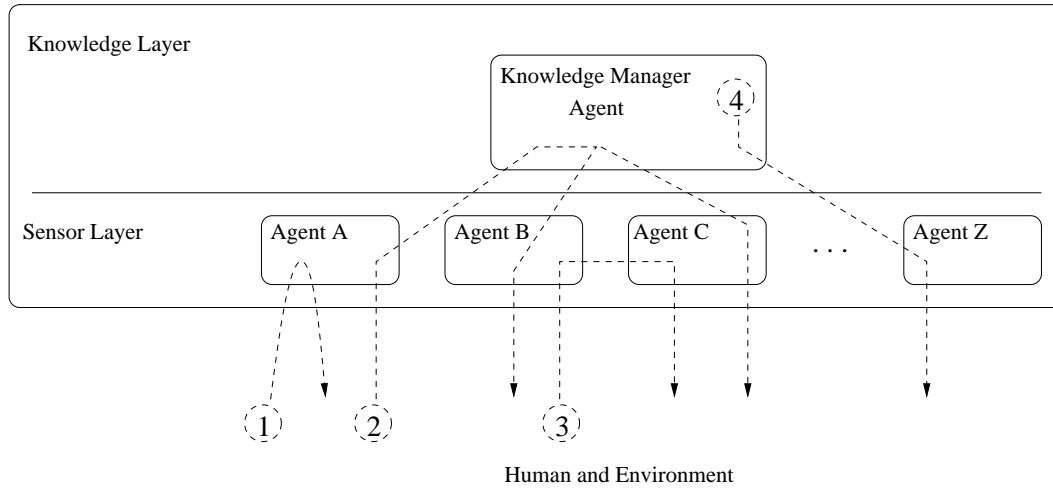 Knowledge Layer
Knowledge Manager
Agent
4
Sensor Layer
Agent A
Agent B
Agent C
. . .
Agent Z
1
2
3
Human and Environment